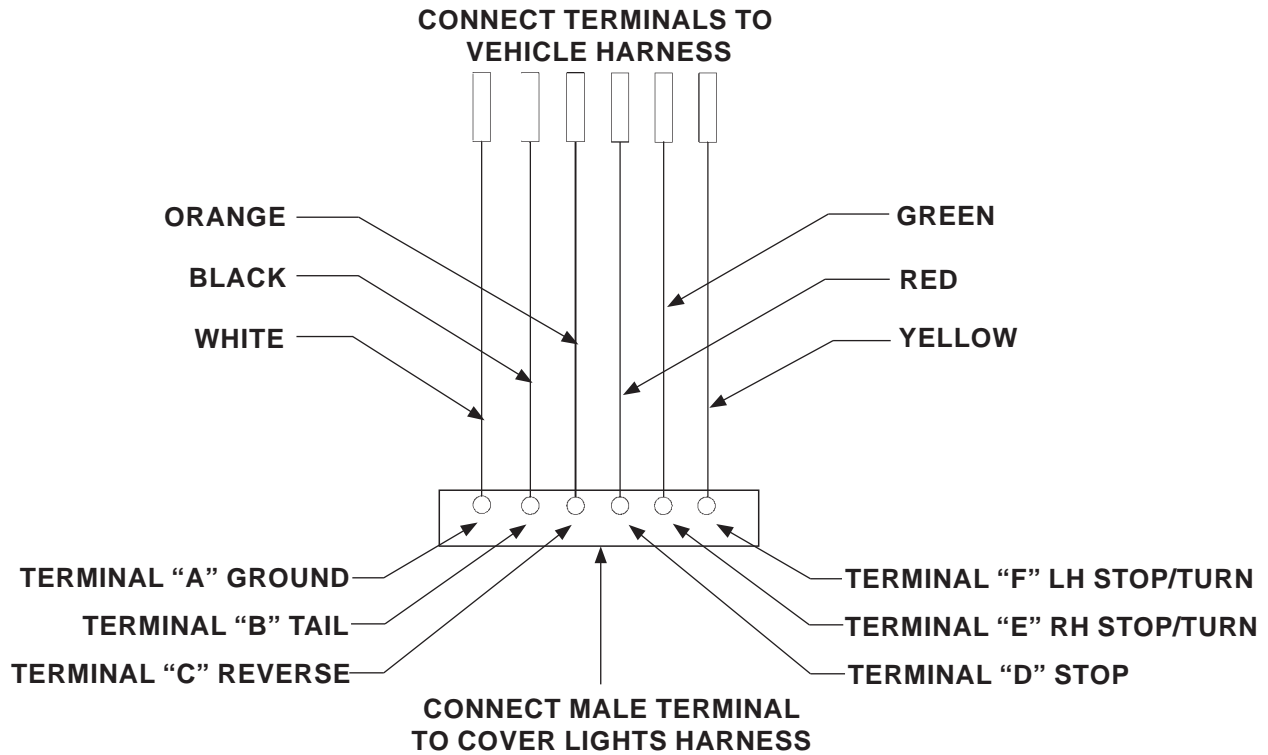 CONNECT TERMINALS TO
VEHICLE HARNESS
ORANGE
BLACK
WHITE
GREEN
RED
YELLOW
TERMINAL “A” GROUND
TERMINAL “B” TAIL
TERMINAL “C” REVERSE
TERMINAL “F” LH STOP/TURN
TERMINAL “E” RH STOP/TURN
TERMINAL “D” STOP
CONNECT MALE TERMINAL
TO COVER LIGHTS HARNESS